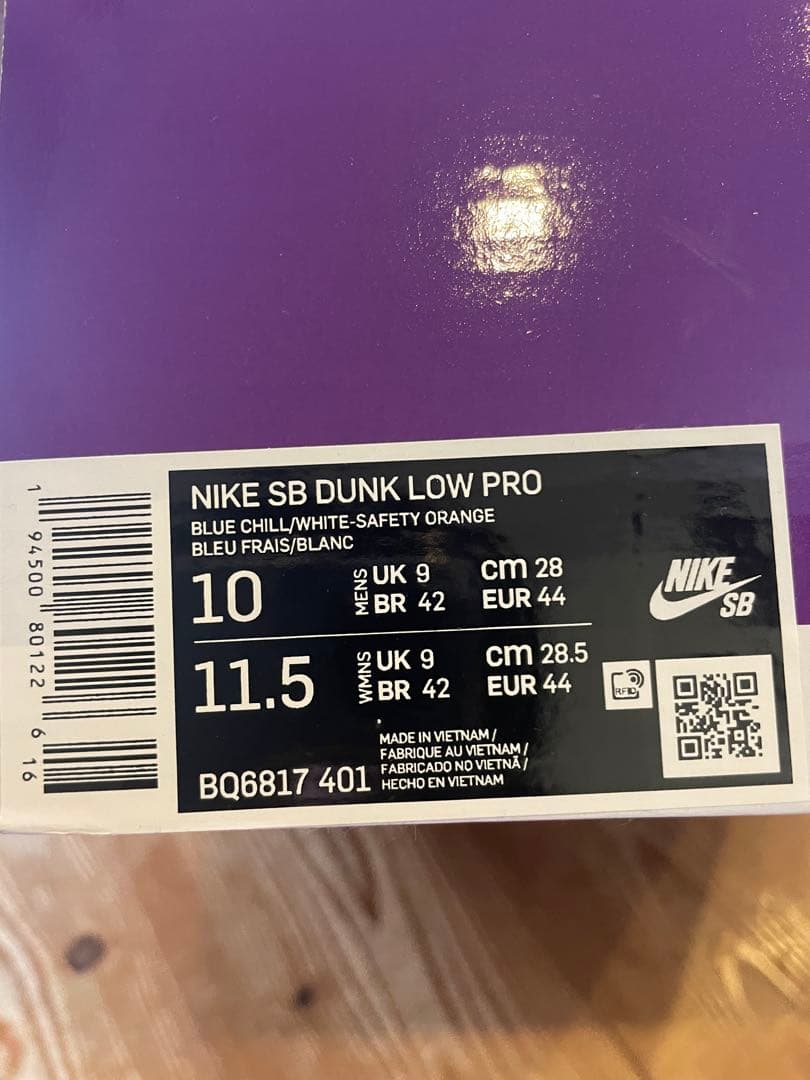 NIKE SB DUNK LOW PRO
BLUE CHILL/WHITE-SAFETY ORANGE
BLEU FRAIS/BLANC
10 MENS UK 9 cm 28
BR 42 EUR 44
11.5 WMNS UK 9 cm 28.5
BR 42 EUR 44
NIKE
SB
RFID
MADE IN VIETNAM /
FABRIQUE AU VIETNAM /
FABRICADO NO VIETNÃ /
HECHO EN VIETNAM
BQ6817 401
1 94500 80122 6 16